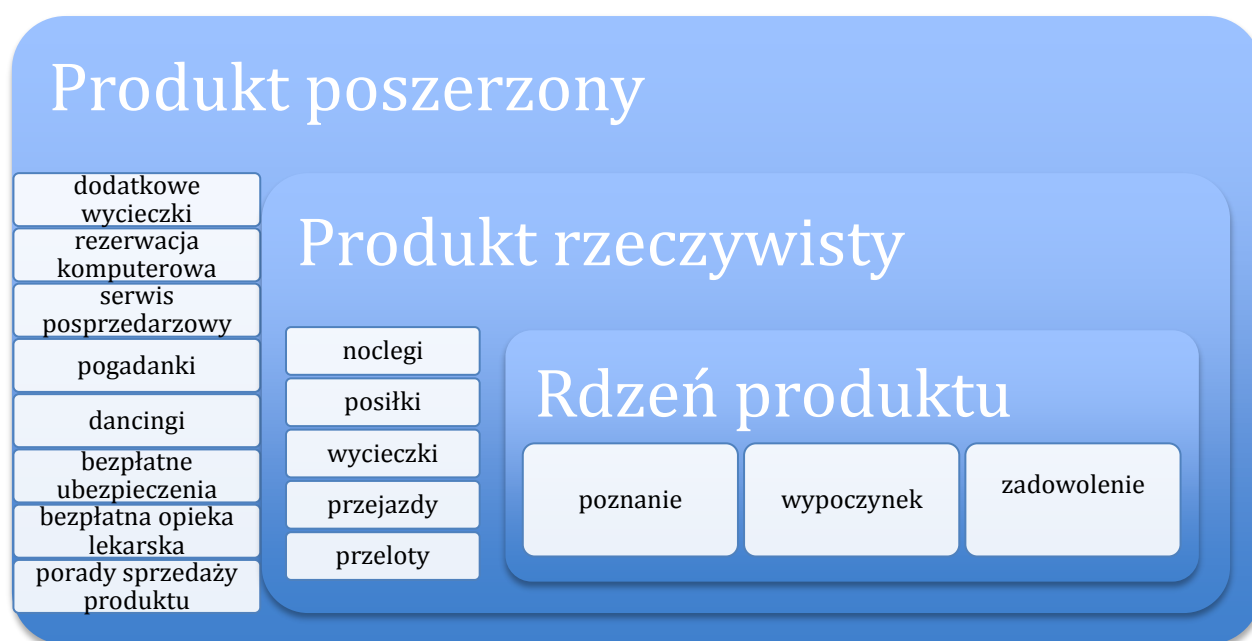 Produkt poszerzony
dodatkowe
wycieczki
rezerwacja
komputerowa
serwis
posprzedarzowy
pogadanki
dancingi
bezpłatne
ubezpieczenia
bezpłatna opieka
lekarska
porady sprzedaży
produktu
Produkt rzeczywisty
noclegi
posiłki
wycieczki
przejazdy
przeloty
Rdzeń produktu
poznanie
wypoczynek
zadowolenie